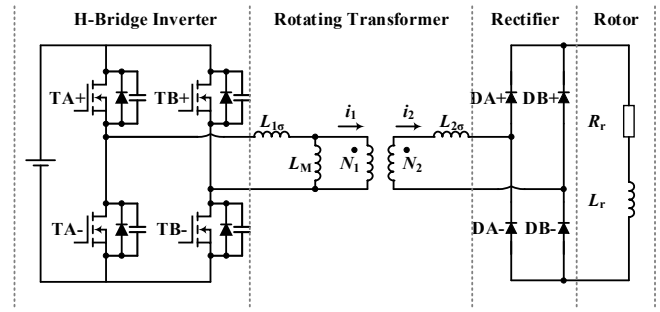 H-Bridge Inverter
Rotating Transformer
Rectifier
Rotor
TA+
TB+
L1σ
i1
i2
L2σ
DA+
DB+
LM
N1
N2
Rr
Lr
TA-
TB-
DA-
DB-